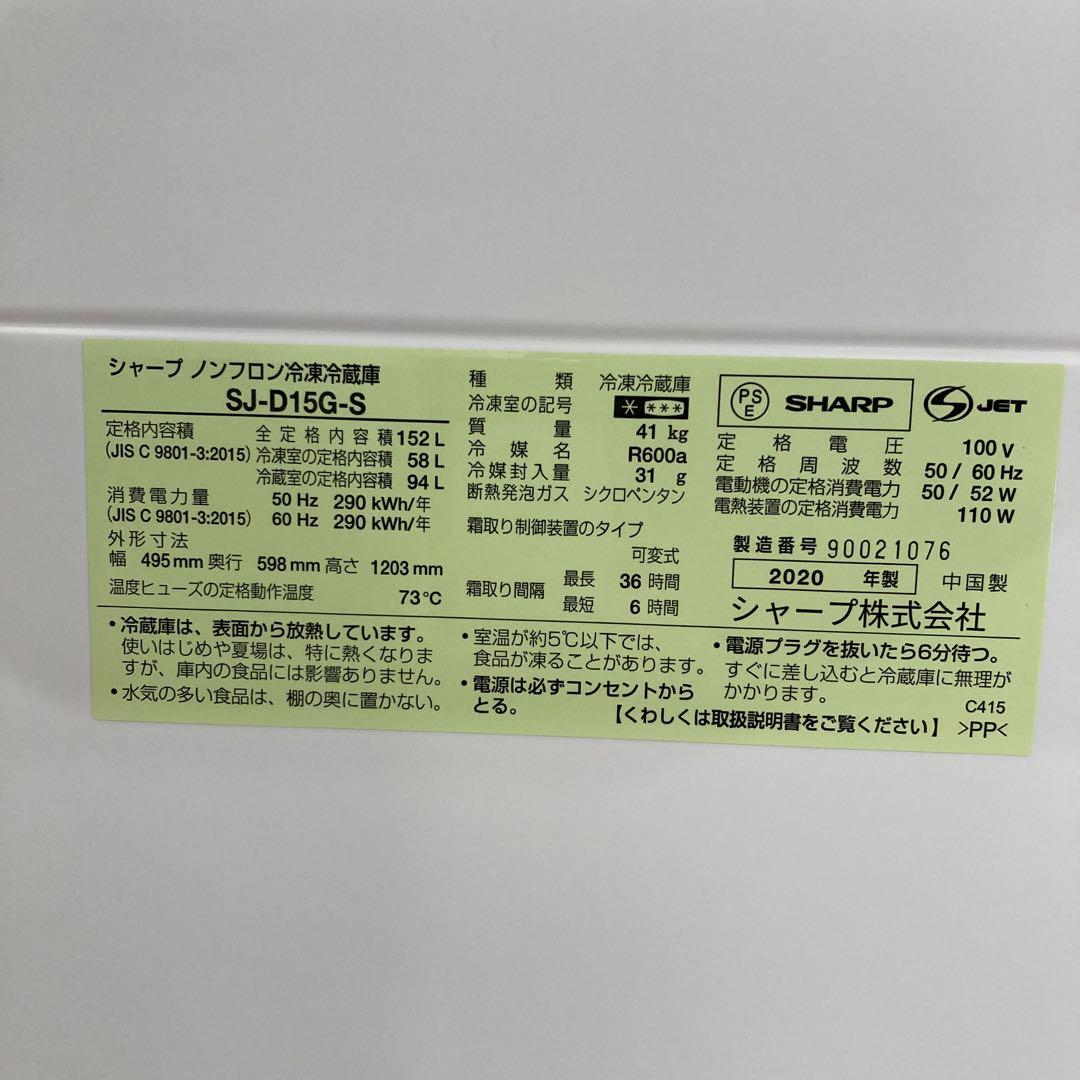 シャープ ノンフロン冷凍冷蔵庫
SJ-D15G-S
定格内容積 全定格内容積 152 L
(JIS C 9801-3:2015) 冷凍室の定格内容積 58 L
冷蔵室の定格内容積 94 L
消費電力量 50 Hz 290 kWh/年
(JIS C 9801-3:2015) 60 Hz 290 kWh/年
外形寸法
幅 495 mm 奥行 598 mm 高さ 1203 mm
温度ヒューズの定格動作温度 73℃
種類 冷凍冷蔵庫
冷凍室の記号 * ***
質量 41 kg
冷媒名 R600a
冷媒封入量 31 g
断熱発泡ガス シクロペンタン
霜取り制御装置のタイプ
可変式
霜取り間隔 最長 36 時間
最短 6 時間
PSE SHARP JET
定格電圧 100 V
定格周波数 50 / 60 Hz
電動機の定格消費電力 50 / 52 W
電熱装置の定格消費電力 110 W
製造番号 90021076
2020 年製 中国製
シャープ株式会社
・冷蔵庫は、表面から放熱しています。
使いはじめや夏場は、特に熱くなりま
すが、庫内の食品には影響ありません。
・水気の多い食品は、棚の奥に置かない。
・室温が約5℃以下では、
食品が凍ることがあります。
・電源は必ずコンセントから
とる。
・電源プラグを抜いたら6分待つ。
すぐに差し込むと冷蔵庫に無理が
かかります。
C415
【くわしくは取扱説明書をご覧ください】 >PP<